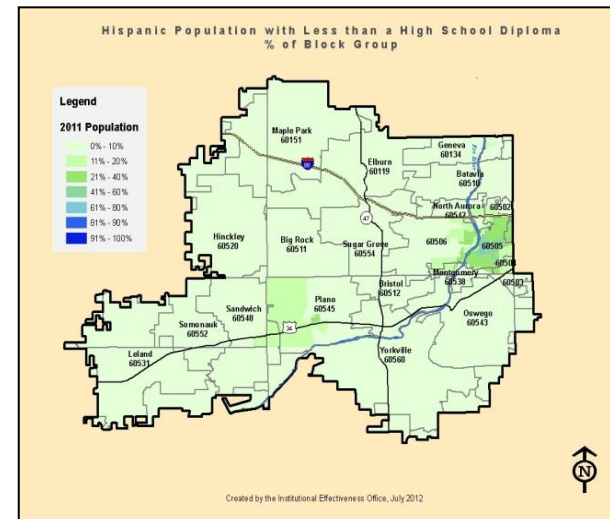 Hispanic Population with Less than a High School Diploma
% of Block Group
Legend
2011 Population
0% - 10%
11% - 20%
21% - 40%
41% - 60%
61% - 80%
81% - 90%
91% - 100%
Maple Park
60151
Elburn
60119
Geneva
60134
Fox River
Batavia
60510
North Aurora
60542
60502
88
47
Hinckley
60520
Big Rock
60511
Sugar Grove
60554
60506
60505
60504
Montgomery
60538
60503
Bristol
60512
Plano
60545
Sandwich
60548
Somonauk
60552
34
Oswego
60543
Leland
60531
Yorkville
60560
N
Created by the Institutional Effectiveness Office, July 2012